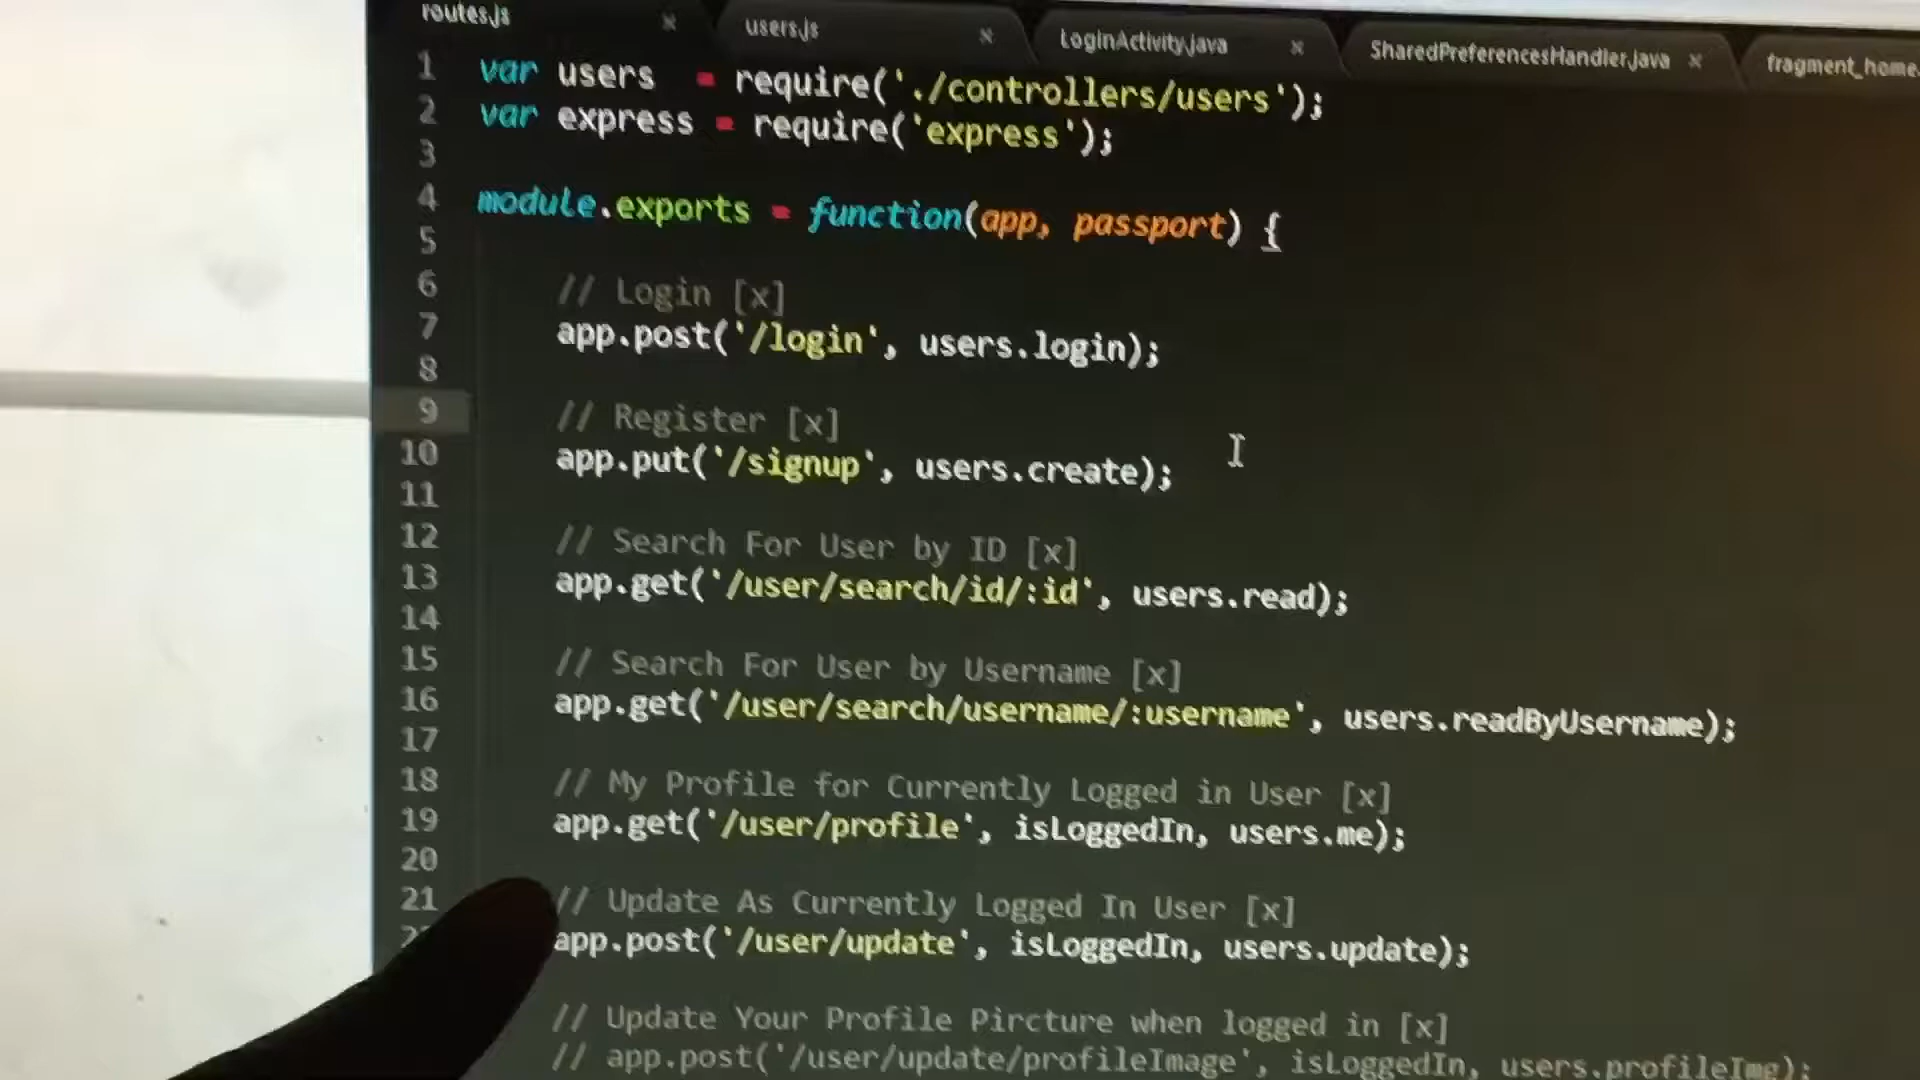 routes.js × users.js × LoginActivity.java × SharedPreferencesHandler.java × fragment_home.
1 var users = require('./controllers/users');
2 var express = require('express');
3
4 module.exports = function(app, passport) {
5
6 // Login [x]
7 app.post('/login', users.login);
8
9 // Register [x]
10 app.put('/signup', users.create);
11
12 // Search For User by ID [x]
13 app.get('/user/search/id/:id', users.read);
14
15 // Search For User by Username [x]
16 app.get('/user/search/username/:username', users.readByUsername);
17
18 // My Profile for Currently Logged in User [x]
19 app.get('/user/profile', isLoggedIn, users.me);
20
21 // Update As Currently Logged In User [x]
app.post('/user/update', isLoggedIn, users.update);
// Update Your Profile Pircture when logged in [x]
// app.post('/user/update/profileImage', isLoggedIn, users.profileImg);